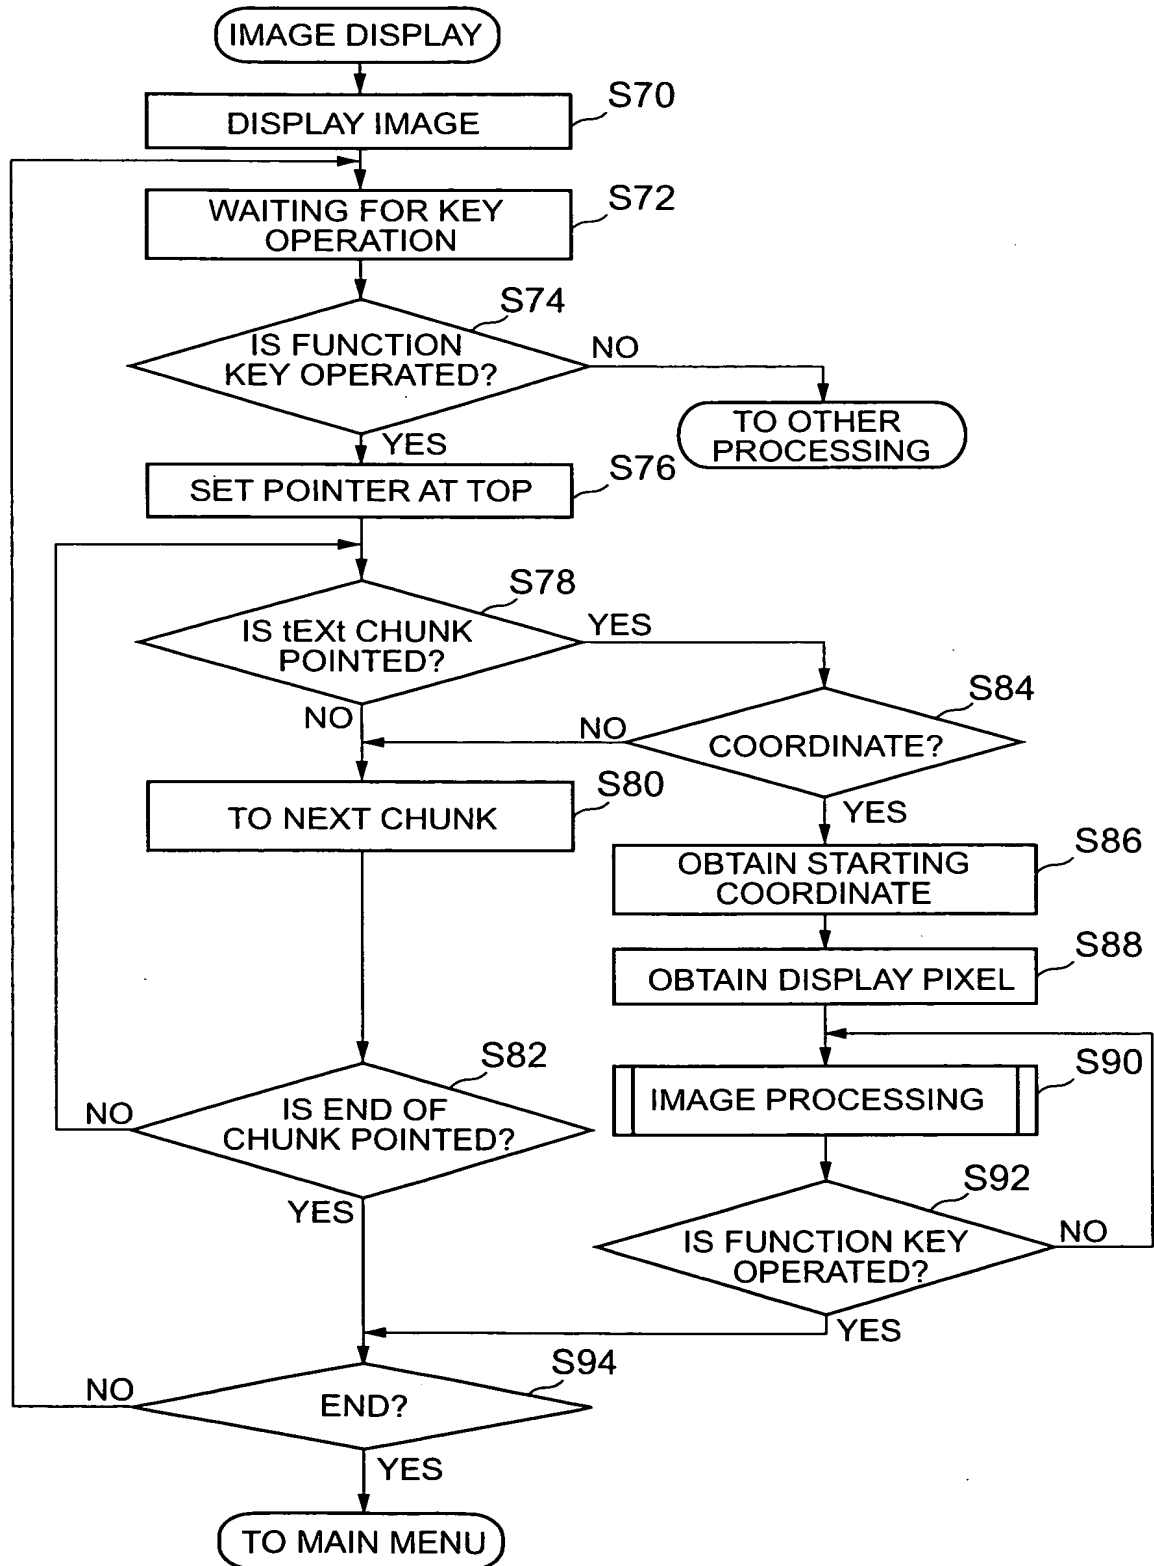 IMAGE DISPLAY
S70
DISPLAY IMAGE
S72
WAITING FOR KEY
OPERATION
S74
IS FUNCTION
KEY OPERATED?
NO
TO OTHER
PROCESSING
YES
S76
SET POINTER AT TOP
S78
IS tEXt CHUNK
POINTED?
YES
NO
S84
COORDINATE?
NO
YES
S80
TO NEXT CHUNK
S86
OBTAIN STARTING
COORDINATE
S88
OBTAIN DISPLAY PIXEL
S90
IMAGE PROCESSING
S82
IS END OF
CHUNK POINTED?
NO
YES
S92
IS FUNCTION KEY
OPERATED?
NO
YES
S94
END?
NO
YES
TO MAIN MENU